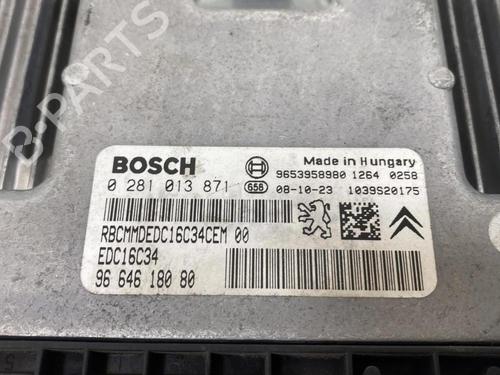 BOSCH
Made in Hungary
9653958980 1264 0258
0 281 013 871
658
08-10-23 1039S20175
RBCMMDEDC16C34CEM 00
EDC16C34
96 646 180 80